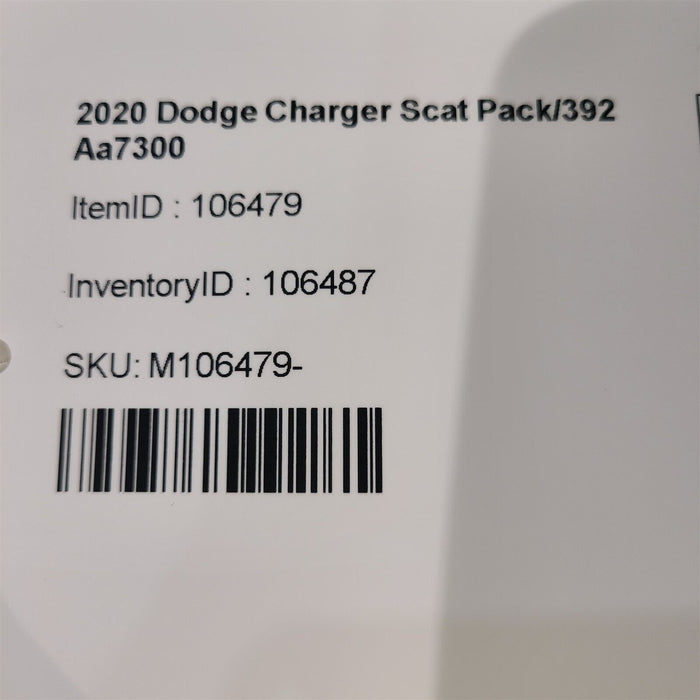 2020 Dodge Charger Scat Pack/392
Aa7300
ItemID : 106479
InventoryID : 106487
SKU: M106479-